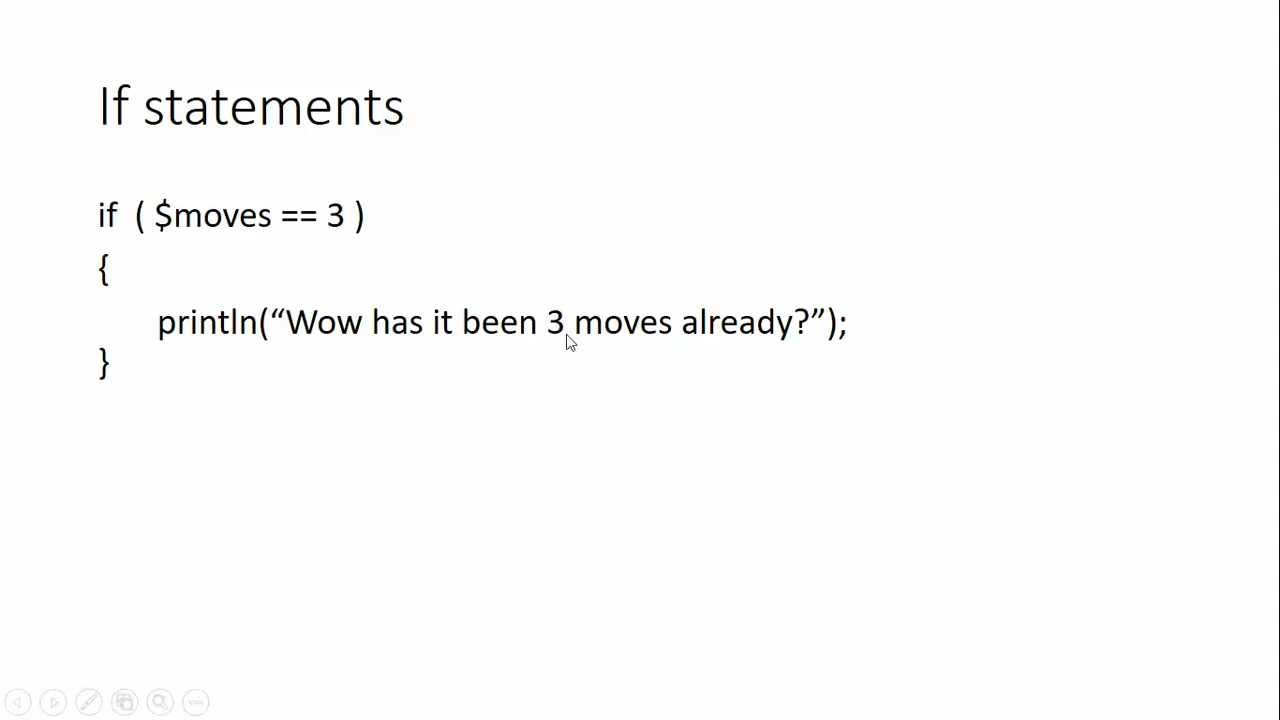 If statements
if  ( $moves == 3 )
{
println(“Wow has it been 3 moves already?”);
}